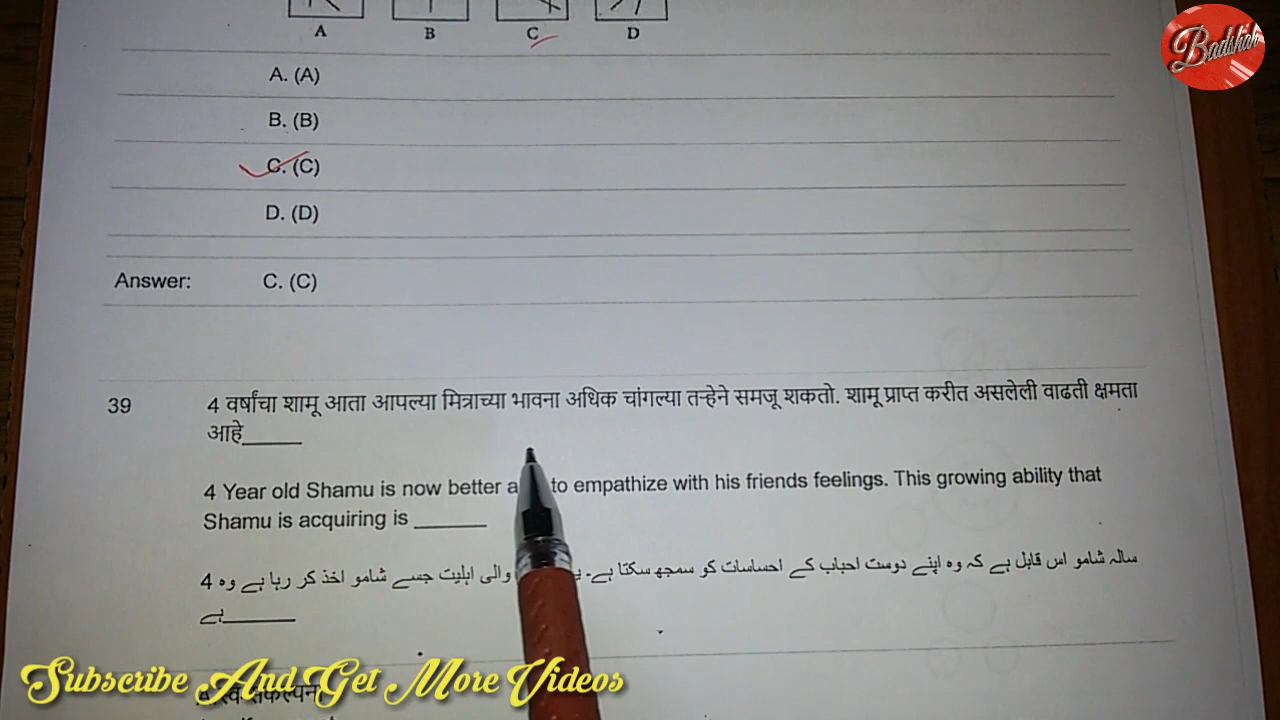 A B C D
A. (A)
B. (B)
C. (C)
D. (D)
Answer: C. (C)
39 4 वर्षांचा शामू आता आपल्या मित्राच्या भावना अधिक चांगल्या तऱ्हेने समजू शकतो. शामू प्राप्त करीत असलेली वाढती क्षमता
आहे_____
4 Year old Shamu is now better a to empathize with his friends feelings. This growing ability that
Shamu is acquiring is ______
4 سالہ شامو اس قابل ہے کہ وہ اپنے دوست احباب کے احساسات کو سمجھ سکتا ہے۔ والی اہلیت جسے شامو اخذ کر رہا ہے وہ
ہے______
Subscribe And Get More Videos
Badshah